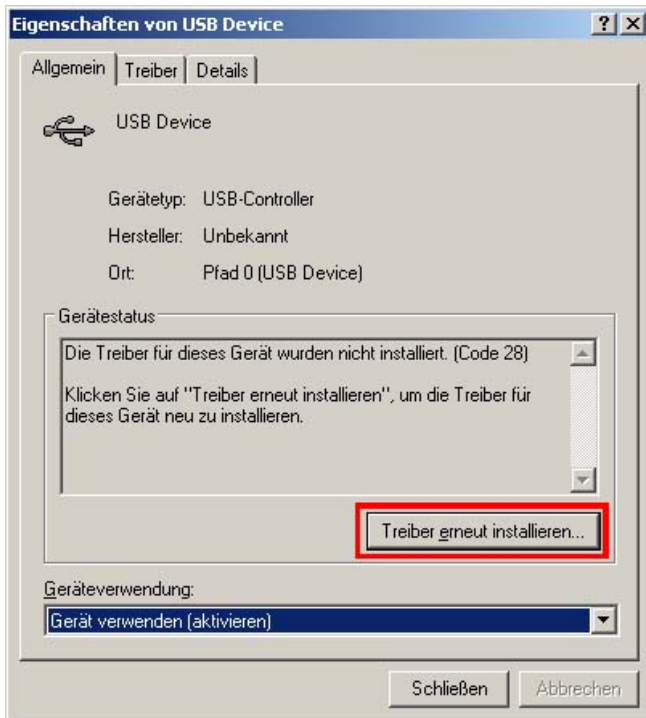 Eigenschaften von USB Device
Allgemein Treiber Details
USB Device
Gerätetyp: USB-Controller
Hersteller: Unbekannt
Ort: Pfad 0 (USB Device)
Gerätestatus
Die Treiber für dieses Gerät wurden nicht installiert. (Code 28)
Klicken Sie auf "Treiber erneut installieren", um die Treiber für
dieses Gerät neu zu installieren.
Treiber erneut installieren...
Geräteverwendung:
Gerät verwenden (aktivieren)
Schließen Abbrechen